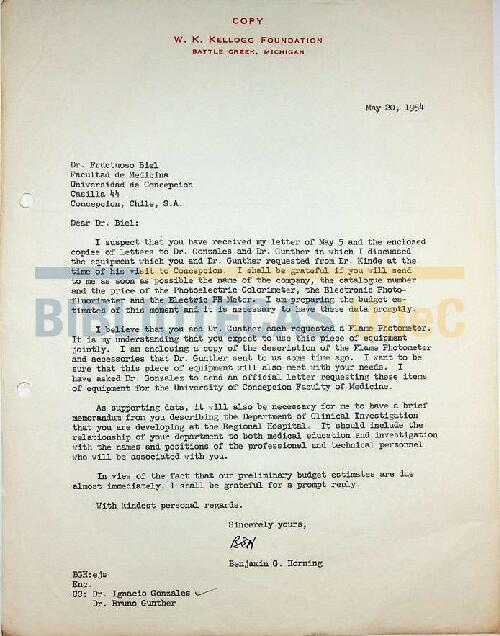 COPY
W. K. KELLOGG FOUNDATION
BATTLE CREEK, MICHIGAN
May 20, 1954
Dr. Fructuoso Biel
Facultad de Medicina
Universidad de Concepcion
Casilla 44
Concepcion, Chile, S.A.
Dear Dr. Biel:
I suspect that you have received my letter of May 5 and the enclosed
copies of letters to Dr. Gonzales and Dr. Gunther in which I discussed
the equipment which you and Dr. Gunther requested from Dr. Kinde at the
time of his visit to Concepcion. I shall be grateful if you will send
to me as soon as possible the name of the company, the catalogue number
and the price of the Photoelectric Colorimeter, the Electronic Photo-
fluorimeter and the Electric PH Meter. I am preparing the budget es-
timates at this moment and it is necessary to have these data promptly.
BIBLIOTECAS UdeC
I believe that you and Dr. Gunther each requested a Flame Photometer.
It is my understanding that you expect to use this piece of equipment
jointly. I am enclosing a copy of the description of the Flame Photometer
and accessories that Dr. Gunther sent to us some time ago. I want to be
sure that this piece of equipment will also meet with your needs. I
have asked Dr. Gonzalez to send an official letter requesting these items
of equipment for the University of Concepcion Faculty of Medicine.
As supporting data, it will also be necessary for me to have a brief
memorandum from you describing the Department of Clinical Investigation
that you are developing at the Regional Hospital. It should include the
relationship of your department to both medical education and investigation
with the names and positions of the professional and technical personnel
who will be associated with you.
In view of the fact that our preliminary budget estimates are due
almost immediately, I shall be grateful for a prompt reply.
With kindest personal regards.
Sincerely yours,
BGH
Benjamin G. Horning
BGH:ejw
Enc.
CC: Dr. Ignacio Gonzales
Dr. Bruno Gunther